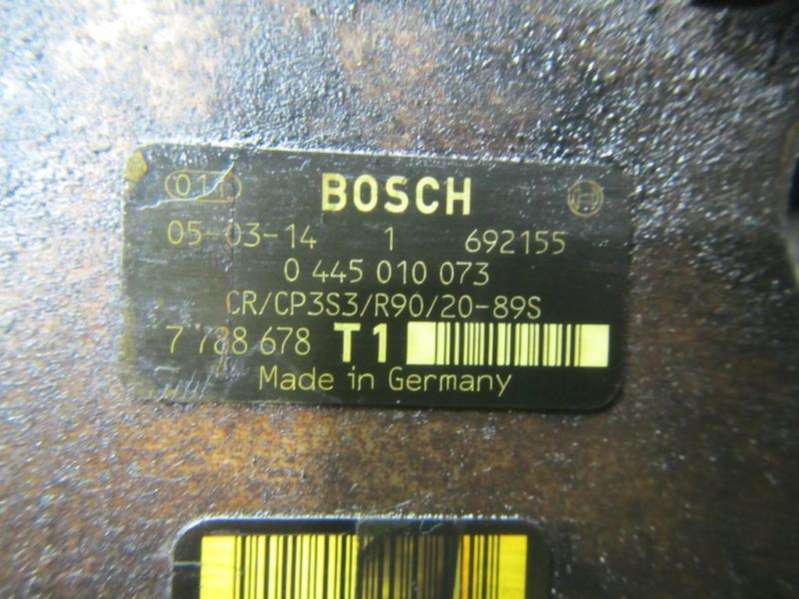 011 BOSCH
05-03-14 1 692155
0 445 010 073
CR/CP3S3/R90/20-89S
7 788 678 T1
Made in Germany